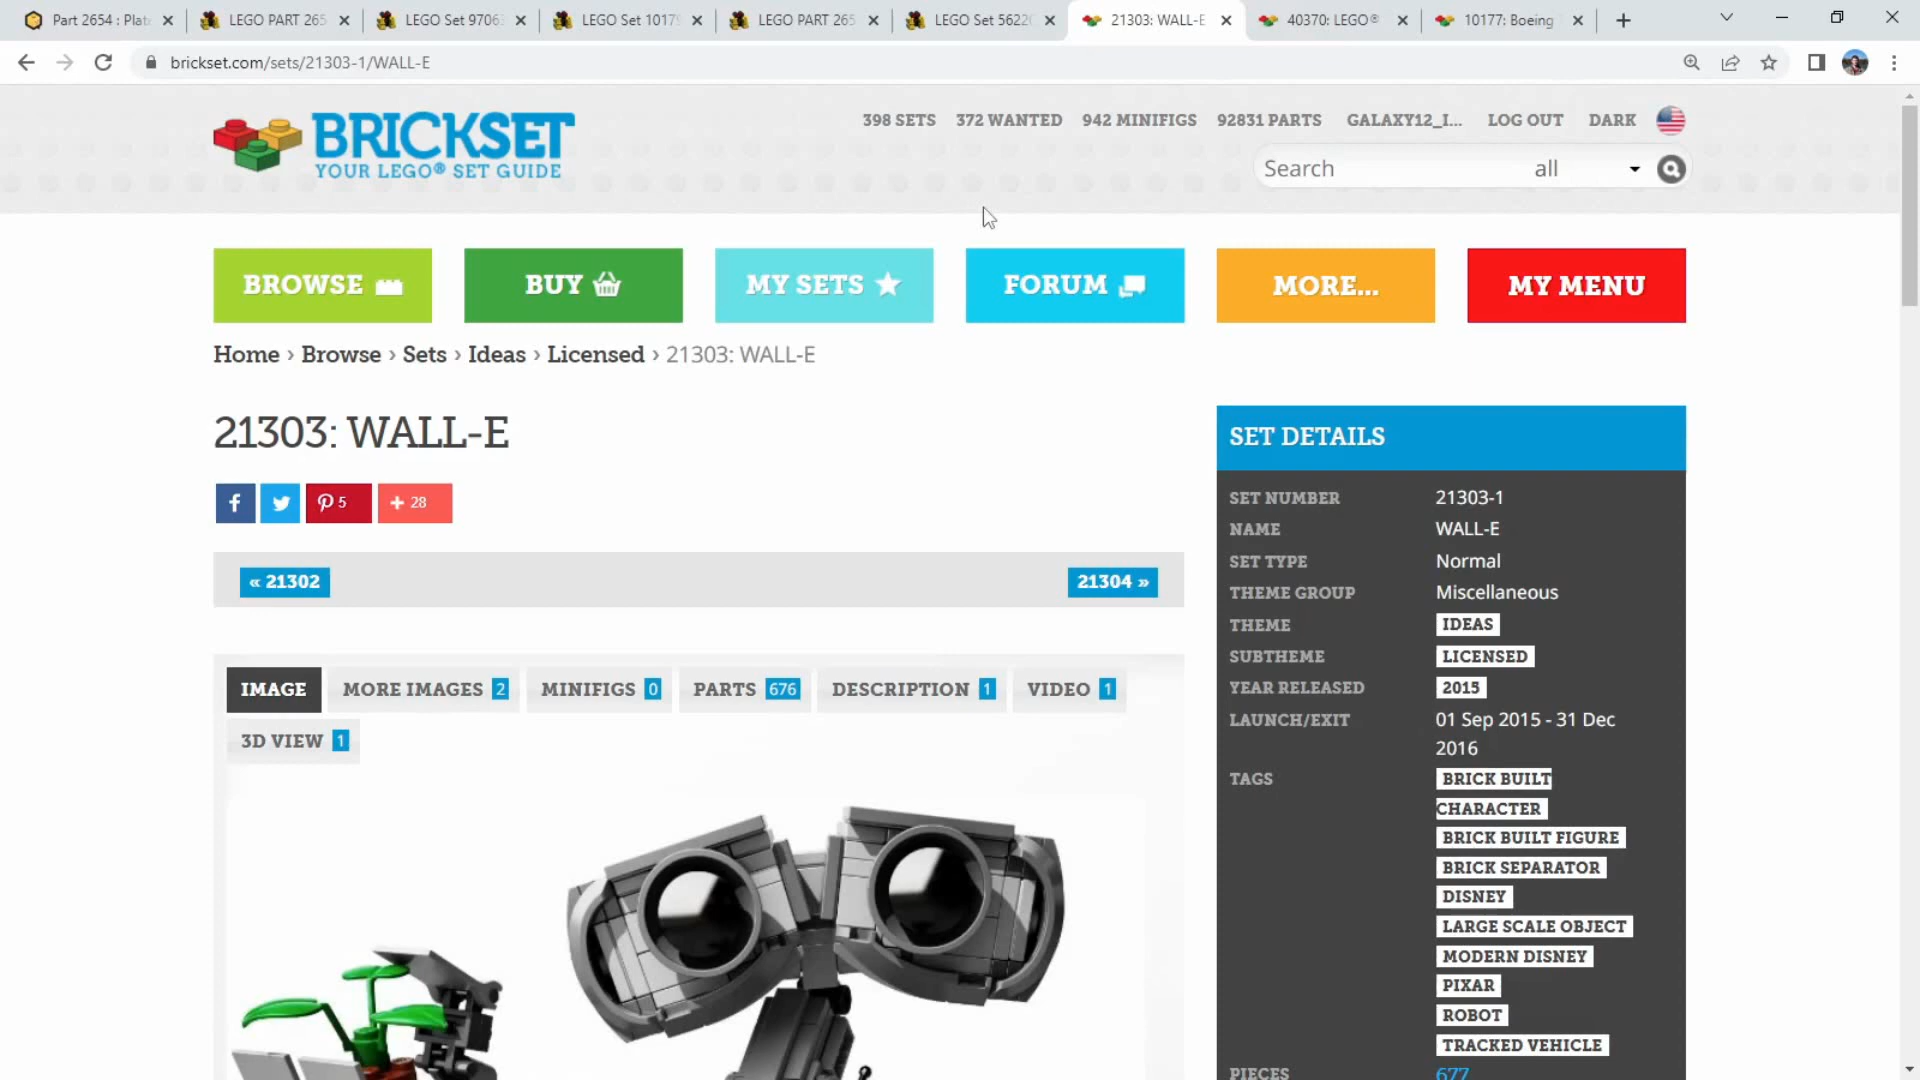 Part 2654 : Plat
LEGO PART 265
LEGO Set 9706
LEGO Set 10179
LEGO PART 265
LEGO Set 5622
21303: WALL-E
40370: LEGO®
10177: Boeing
brickset.com/sets/21303-1/WALL-E
BRICKSET
YOUR LEGO® SET GUIDE
398 SETS 372 WANTED 942 MINIFIGS 92831 PARTS GALAXY12_I... LOG OUT DARK
Search all
BROWSE BUY MY SETS FORUM MORE... MY MENU
Home › Browse › Sets › Ideas › Licensed › 21303: WALL-E
21303: WALL-E
5
28
« 21302
21304 »
IMAGE MORE IMAGES 2 MINIFIGS 0 PARTS 676 DESCRIPTION 1 VIDEO 1
3D VIEW 1
SET DETAILS
SET NUMBER 21303-1
NAME WALL-E
SET TYPE Normal
THEME GROUP Miscellaneous
THEME IDEAS
SUBTHEME LICENSED
YEAR RELEASED 2015
LAUNCH/EXIT 01 Sep 2015 - 31 Dec
2016
TAGS BRICK BUILT
CHARACTER
BRICK BUILT FIGURE
BRICK SEPARATOR
DISNEY
LARGE SCALE OBJECT
MODERN DISNEY
PIXAR
ROBOT
TRACKED VEHICLE
PIECES 677